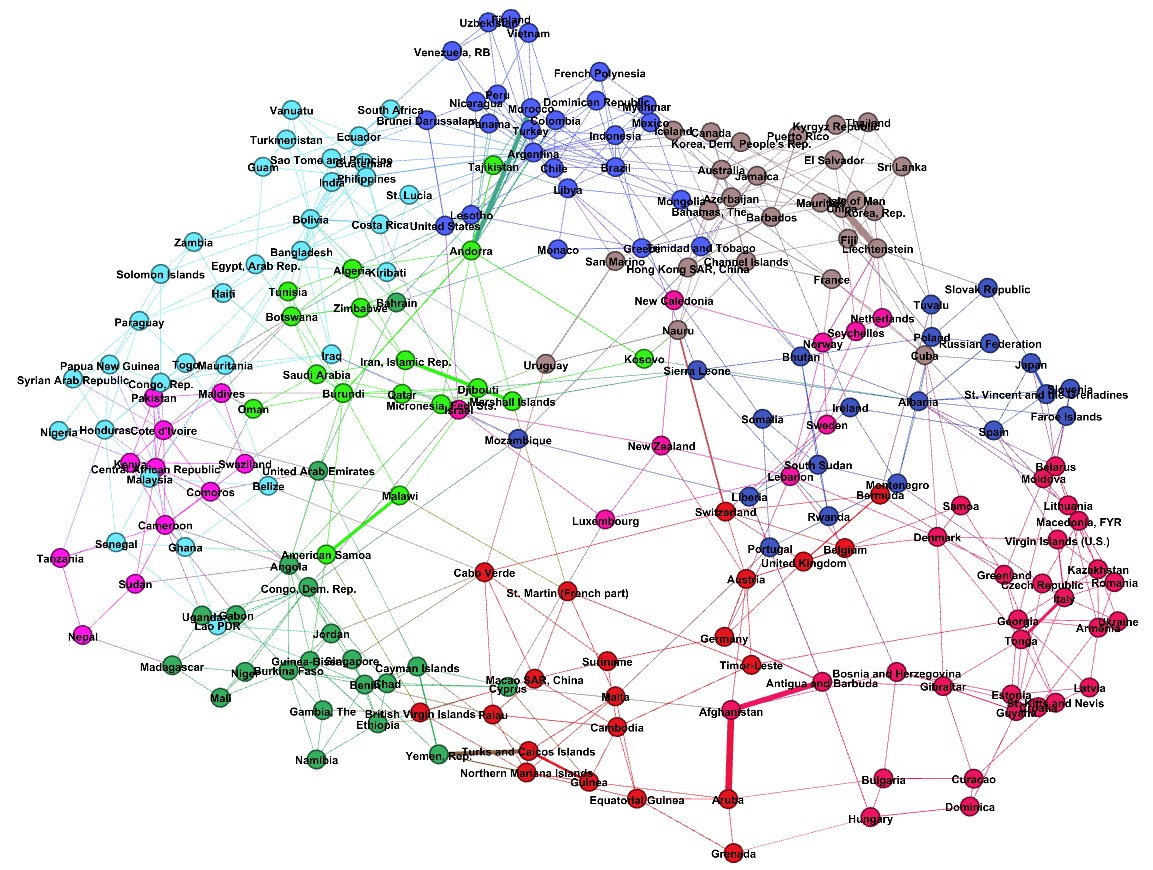 Uzbekistan
Finland
Vietnam
Venezuela, RB
French Polynesia
Peru
Nicaragua
Morocco
Dominican Republic
Myanmar
Vanuatu
South Africa
Brunei Darussalam
Panama
Colombia
Mexico
Turkey
Indonesia
Iceland
Canada
Korea, Dem. People's Rep.
Puerto Rico
Kyrgyz Republic
Thailand
Turkmenistan
Ecuador
Guam
Sao Tome and Principe
Guatemala
India
Philippines
Tajikistan
Argentina
Chile
Brazil
Libya
Australia
Jamaica
El Salvador
Sri Lanka
St. Lucia
Mongolia
Azerbaijan
Bahamas, The
Barbados
Mauritius
Isle of Man
China
Korea, Rep.
Bolivia
Costa Rica
United States
Lesotho
Zambia
Bangladesh
Andorra
Monaco
Greece
Trinidad and Tobago
Fiji
Liechtenstein
San Marino
Hong Kong SAR, China
Channel Islands
Solomon Islands
Egypt, Arab Rep.
Algeria
Kiribati
France
Haiti
Tunisia
Zimbabwe
Bahrain
New Caledonia
Tuvalu
Slovak Republic
Paraguay
Botswana
Nauru
Netherlands
Seychelles
Norway
Poland
Russian Federation
Papua New Guinea
Togo
Mauritania
Iraq
Iran, Islamic Rep.
Uruguay
Kosovo
Sierra Leone
Bhutan
Cuba
Japan
Syrian Arab Republic
Congo, Rep.
Pakistan
Maldives
Saudi Arabia
Burundi
Qatar
Djibouti
Marshall Islands
Micronesia, Fed. Sts.
Israel
Albania
Slovenia
St. Vincent and the Grenadines
Faroe Islands
Oman
Ireland
Somalia
Sweden
Spain
Nigeria
Honduras
Cote d'Ivoire
Mozambique
New Zealand
Kenya
Central African Republic
Malaysia
Swaziland
United Arab Emirates
Belize
South Sudan
Lebanon
Belarus
Moldova
Comoros
Malawi
Liberia
Montenegro
Bermuda
Samoa
Lithuania
Cameroon
Luxembourg
Switzerland
Rwanda
Macedonia, FYR
Senegal
Ghana
Denmark
Virgin Islands (U.S.)
Tanzania
American Samoa
Angola
Portugal
Belgium
United Kingdom
Sudan
Congo, Dem. Rep.
Cabo Verde
St. Martin (French part)
Austria
Greenland
Czech Republic
Kazakhstan
Romania
Italy
Uganda
Gabon
Lao PDR
Nepal
Jordan
Germany
Georgia
Tonga
Armenia
Ukraine
Madagascar
Niger
Burkina Faso
Guinea-Bissau
Singapore
Cayman Islands
Suriname
Timor-Leste
Mali
Benin
Chad
Macao SAR, China
Cyprus
Malta
Antigua and Barbuda
Bosnia and Herzegovina
Gibraltar
Estonia
St. Kitts and Nevis
Latvia
Guyana
Gambia, The
British Virgin Islands
Ethiopia
Palau
Cambodia
Afghanistan
Namibia
Yemen, Rep.
Turks and Caicos Islands
Northern Mariana Islands
Guinea
Equatorial Guinea
Aruba
Bulgaria
Curacao
Dominica
Hungary
Grenada